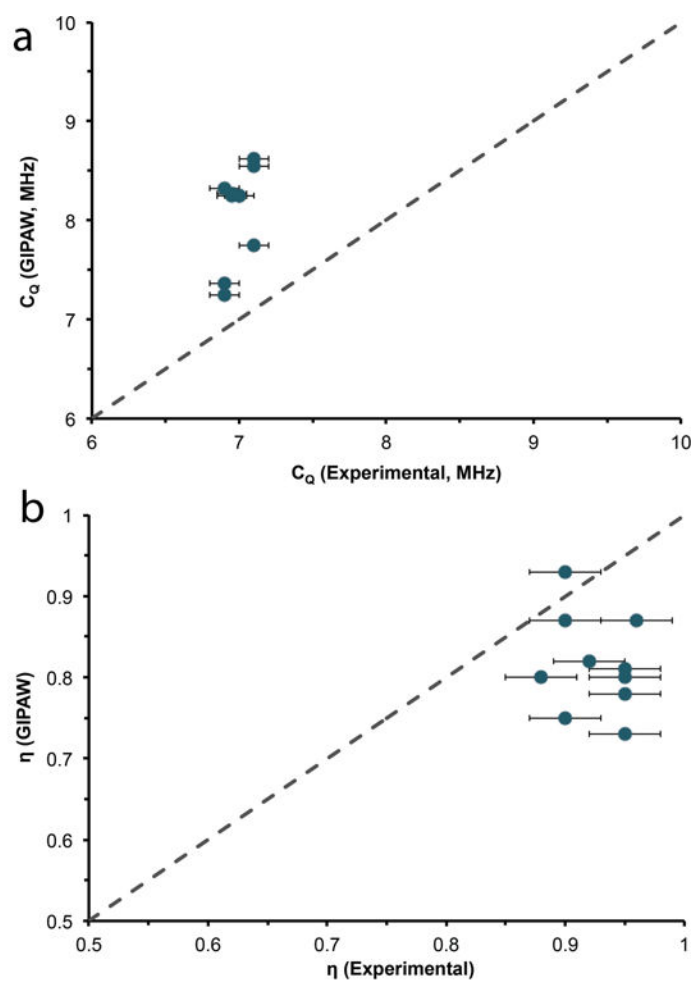 a
10
9
8
7
6
C_Q (GIPAW, MHz)
6 7 8 9 10
C_Q (Experimental, MHz)
b
1
0.9
0.8
0.7
0.6
0.5
η (GIPAW)
0.5 0.6 0.7 0.8 0.9 1
η (Experimental)